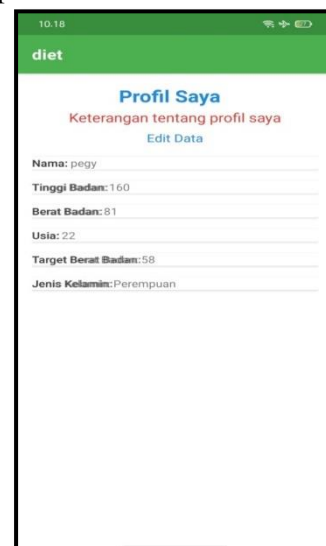 10.18
diet
Profil Saya
Keterangan tentang profil saya
Edit Data
Nama: pegy
Tinggi Badan:160
Berat Badan:81
Usia: 22
Target Berat Badan:58
Jenis Kelamin:Perempuan